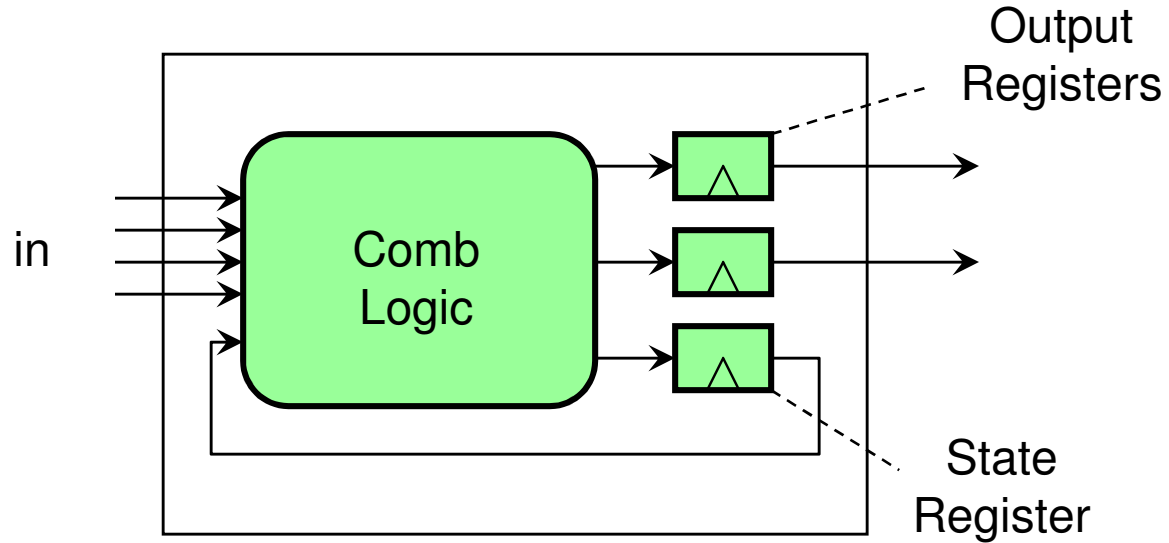 Output
Registers
in
Comb
Logic
State
Register